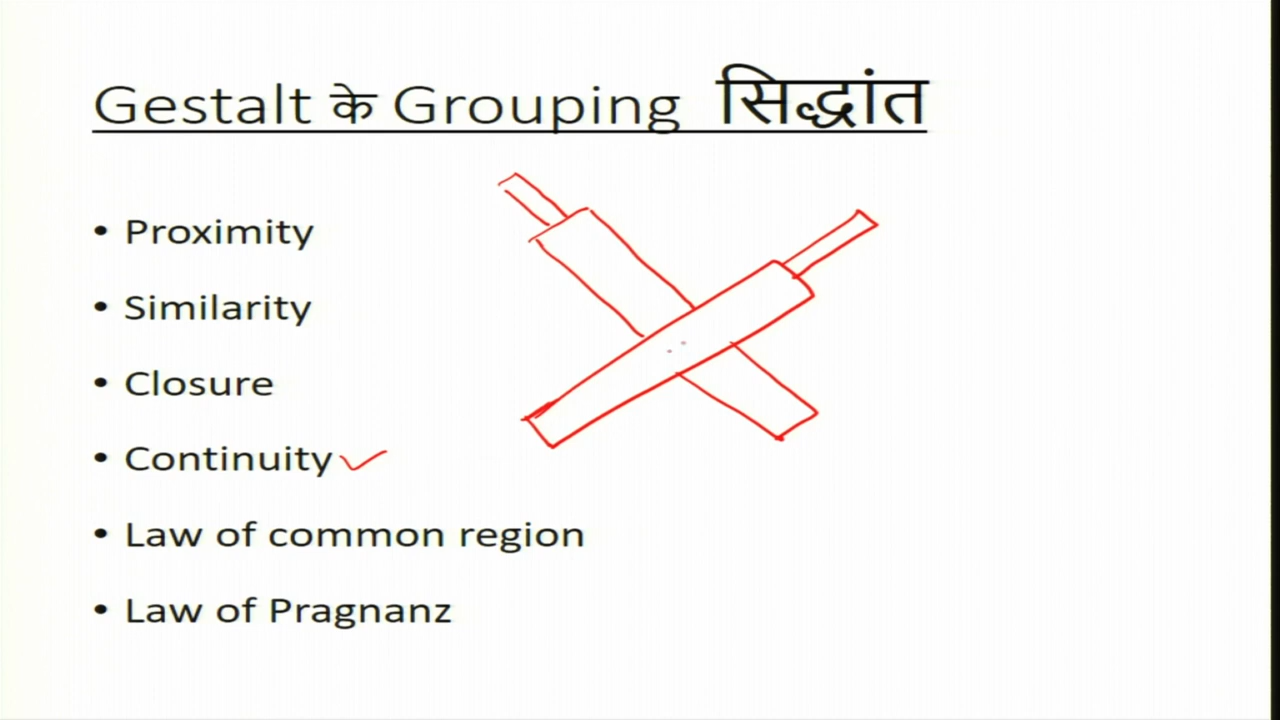 Gestalt के Grouping सिद्धांत
• Proximity
• Similarity
• Closure
• Continuity
• Law of common region
• Law of Pragnanz